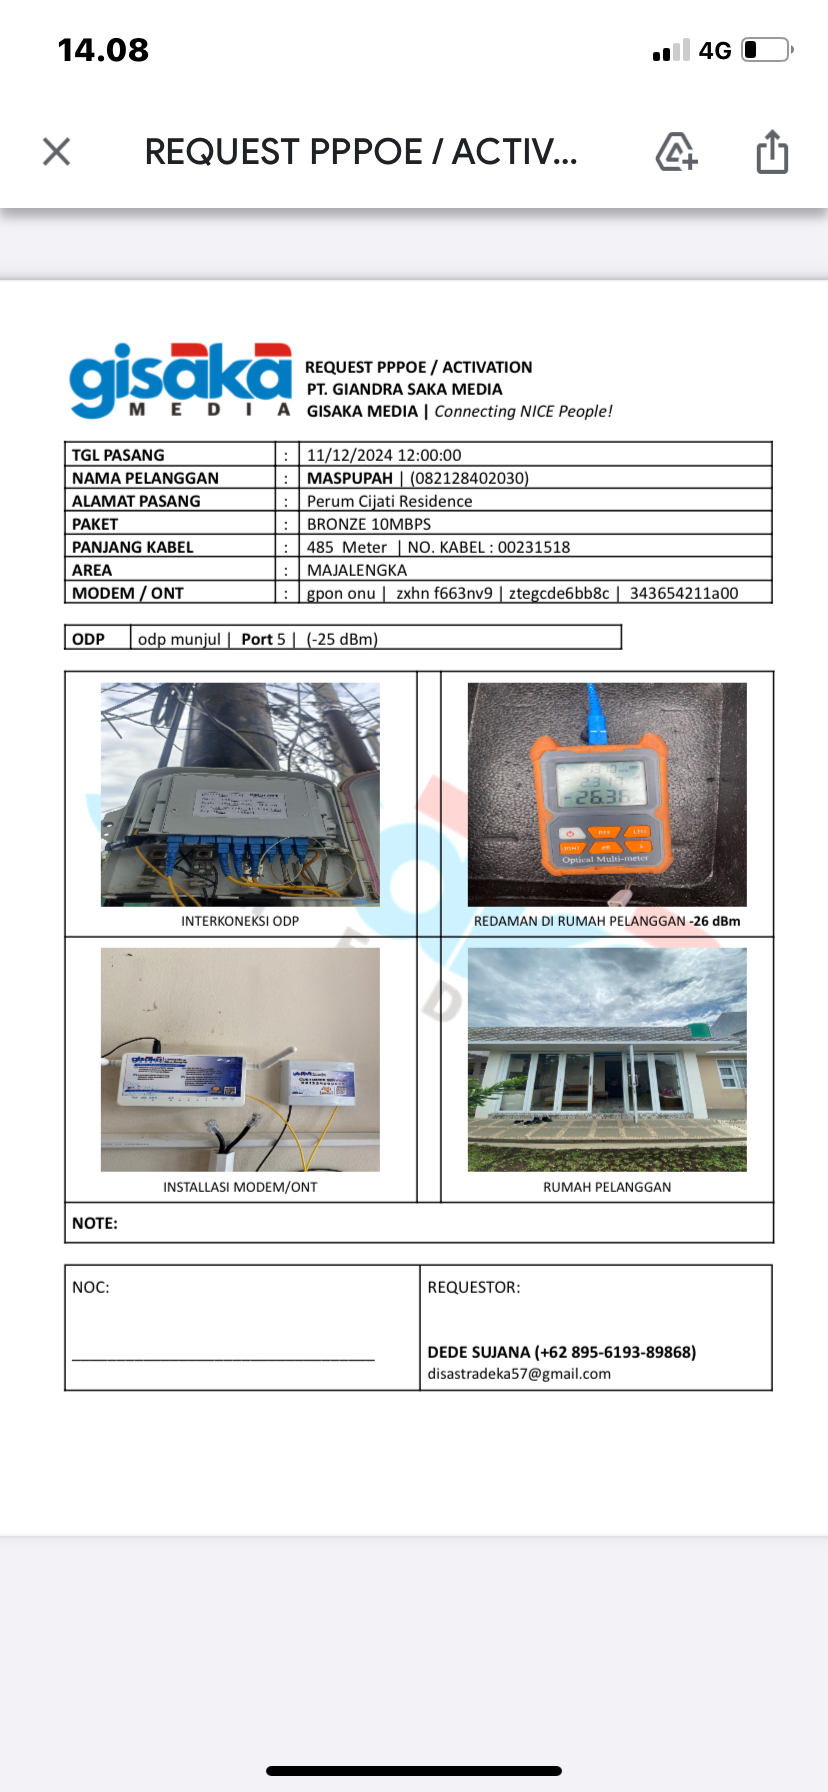 14.08
4G
REQUEST PPPOE / ACTIV...
gisaka
MEDIA
REQUEST PPPOE / ACTIVATION
PT. GIANDRA SAKA MEDIA
GISAKA MEDIA | Connecting NICE People!
TGL PASANG : 11/12/2024 12:00:00
NAMA PELANGGAN : MASPUPAH | (082128402030)
ALAMAT PASANG : Perum Cijati Residence
PAKET : BRONZE 10MBPS
PANJANG KABEL : 485 Meter | NO. KABEL : 00231518
AREA : MAJALENGKA
MODEM / ONT : gpon onu | zxhn f663nv9 | ztegcde6bb8c | 343654211a00
ODP odp munjul | Port 5 | (-25 dBm)
-26.36
Optical Multi-meter
INTERKONEKSI ODP
REDAMAN DI RUMAH PELANGGAN -26 dBm
INSTALLASI MODEM/ONT
RUMAH PELANGGAN
NOTE:
NOC:
REQUESTOR:
DEDE SUJANA (+62 895-6193-89868)
disastradeka57@gmail.com